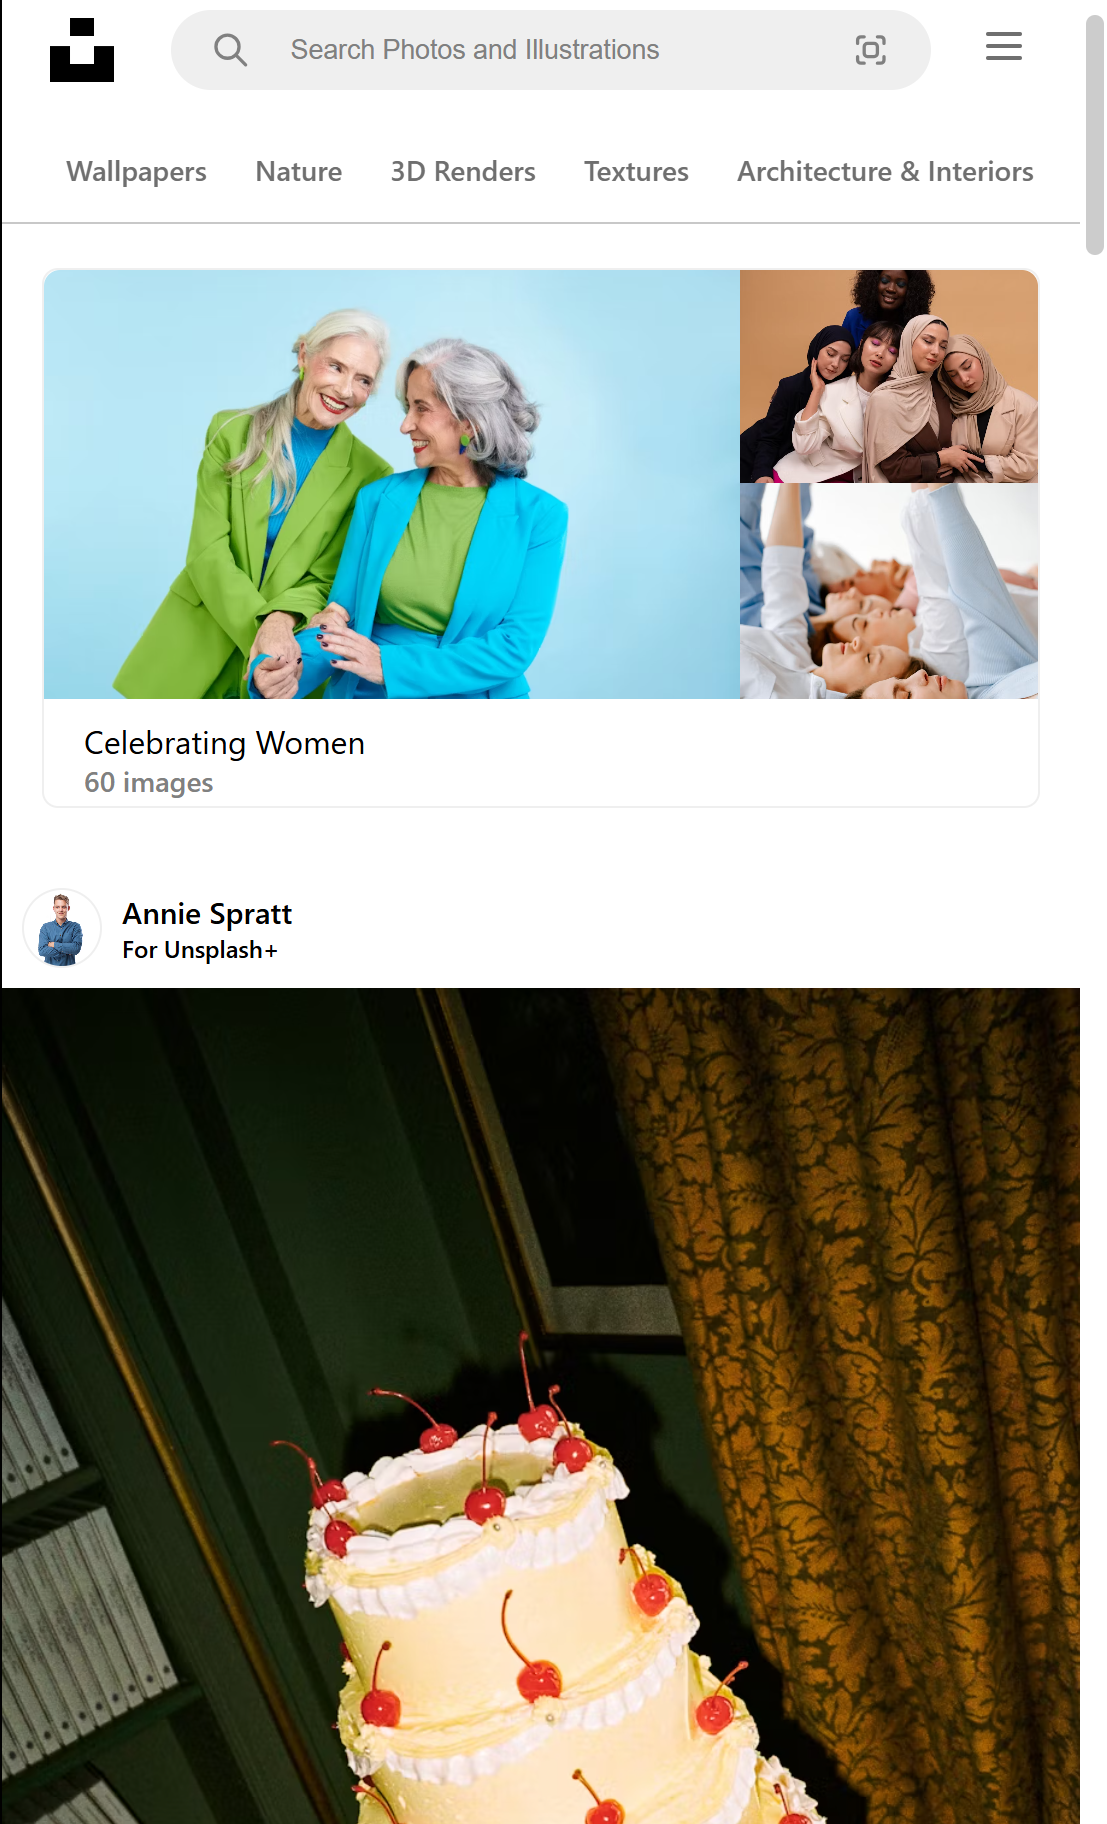 Search Photos and Illustrations
Wallpapers Nature 3D Renders Textures Architecture & Interiors
Celebrating Women
60 images
Annie Spratt
For Unsplash+